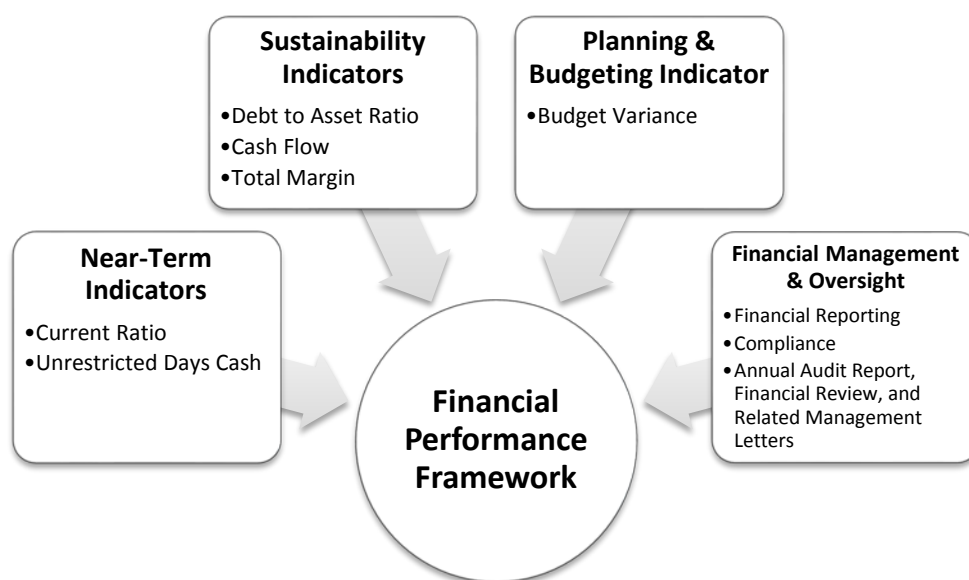 Sustainability
Indicators
•Debt to Asset Ratio
•Cash Flow
•Total Margin
Planning &
Budgeting Indicator
•Budget Variance
Near-Term
Indicators
•Current Ratio
•Unrestricted Days Cash
Financial Management
& Oversight
•Financial Reporting
•Compliance
•Annual Audit Report,
Financial Review, and
Related Management
Letters
Financial
Performance
Framework